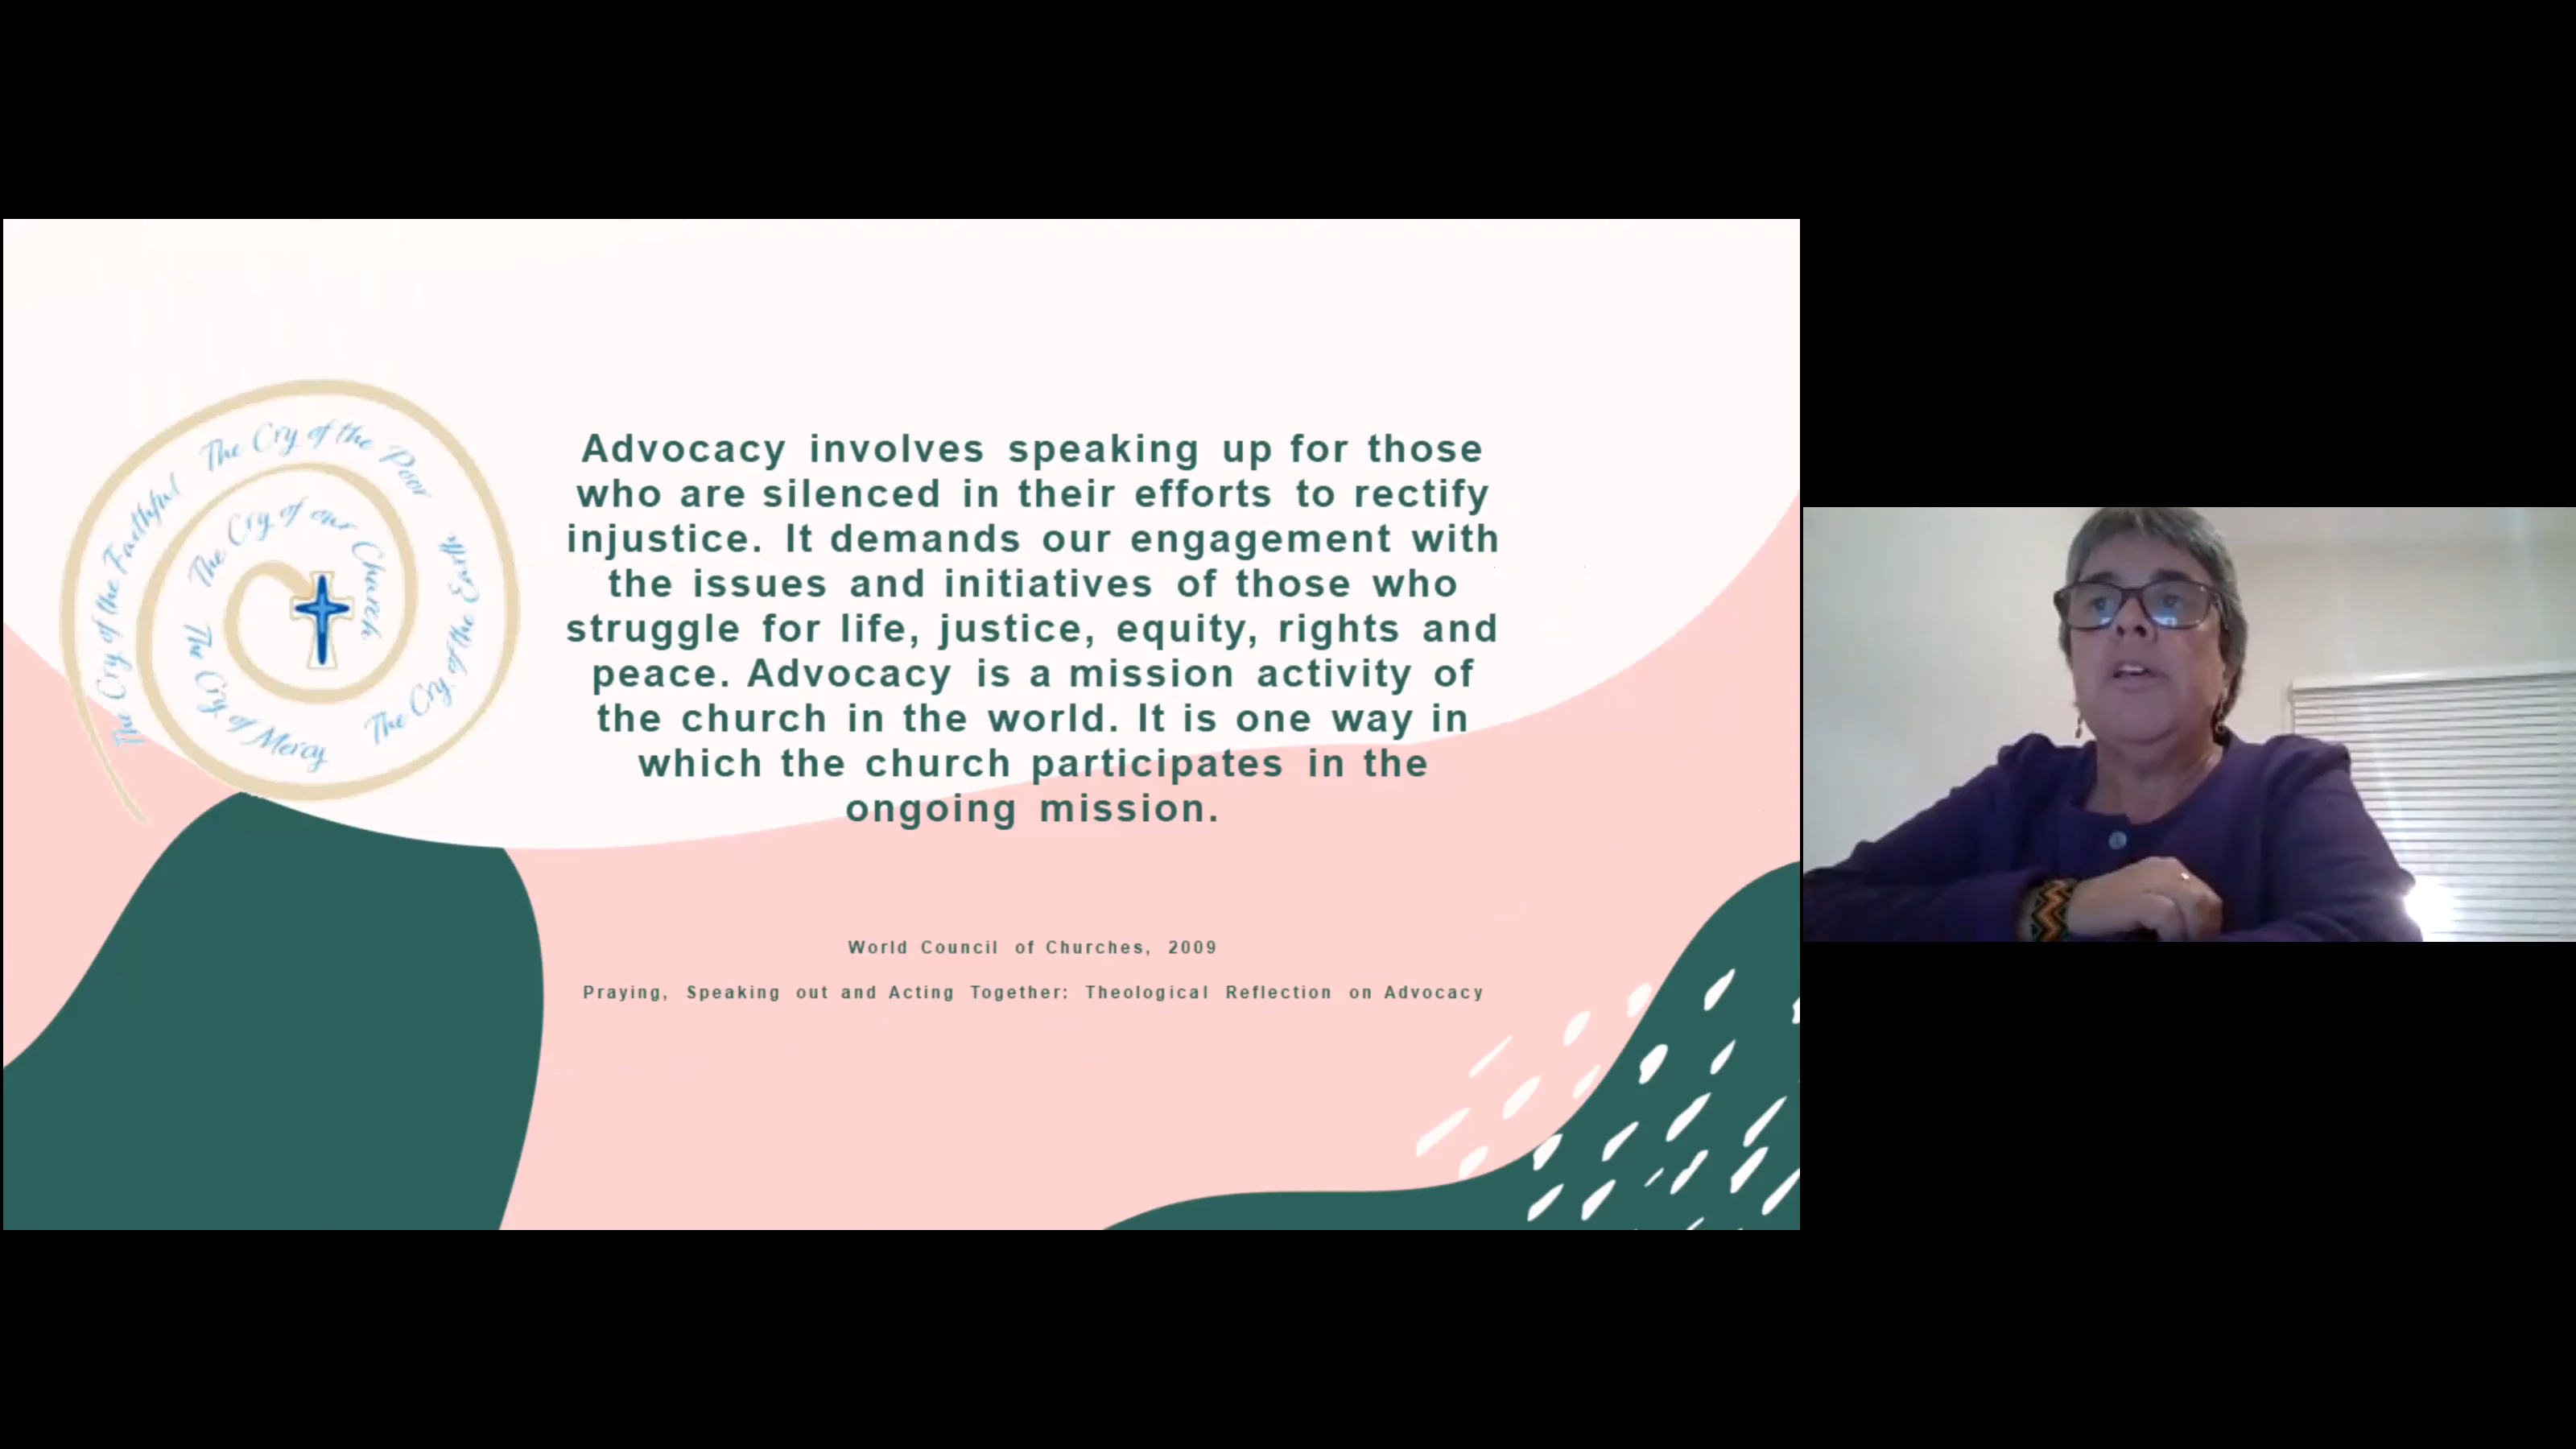 The Cry of the Faithful
The Cry of the Poor
The Cry of the Earth
The Cry of Mercy
The Cry of our Church
Advocacy involves speaking up for those
who are silenced in their efforts to rectify
injustice. It demands our engagement with
the issues and initiatives of those who
struggle for life, justice, equity, rights and
peace. Advocacy is a mission activity of
the church in the world. It is one way in
which the church participates in the
ongoing mission.
World Council of Churches, 2009
Praying, Speaking out and Acting Together: Theological Reflection on Advocacy